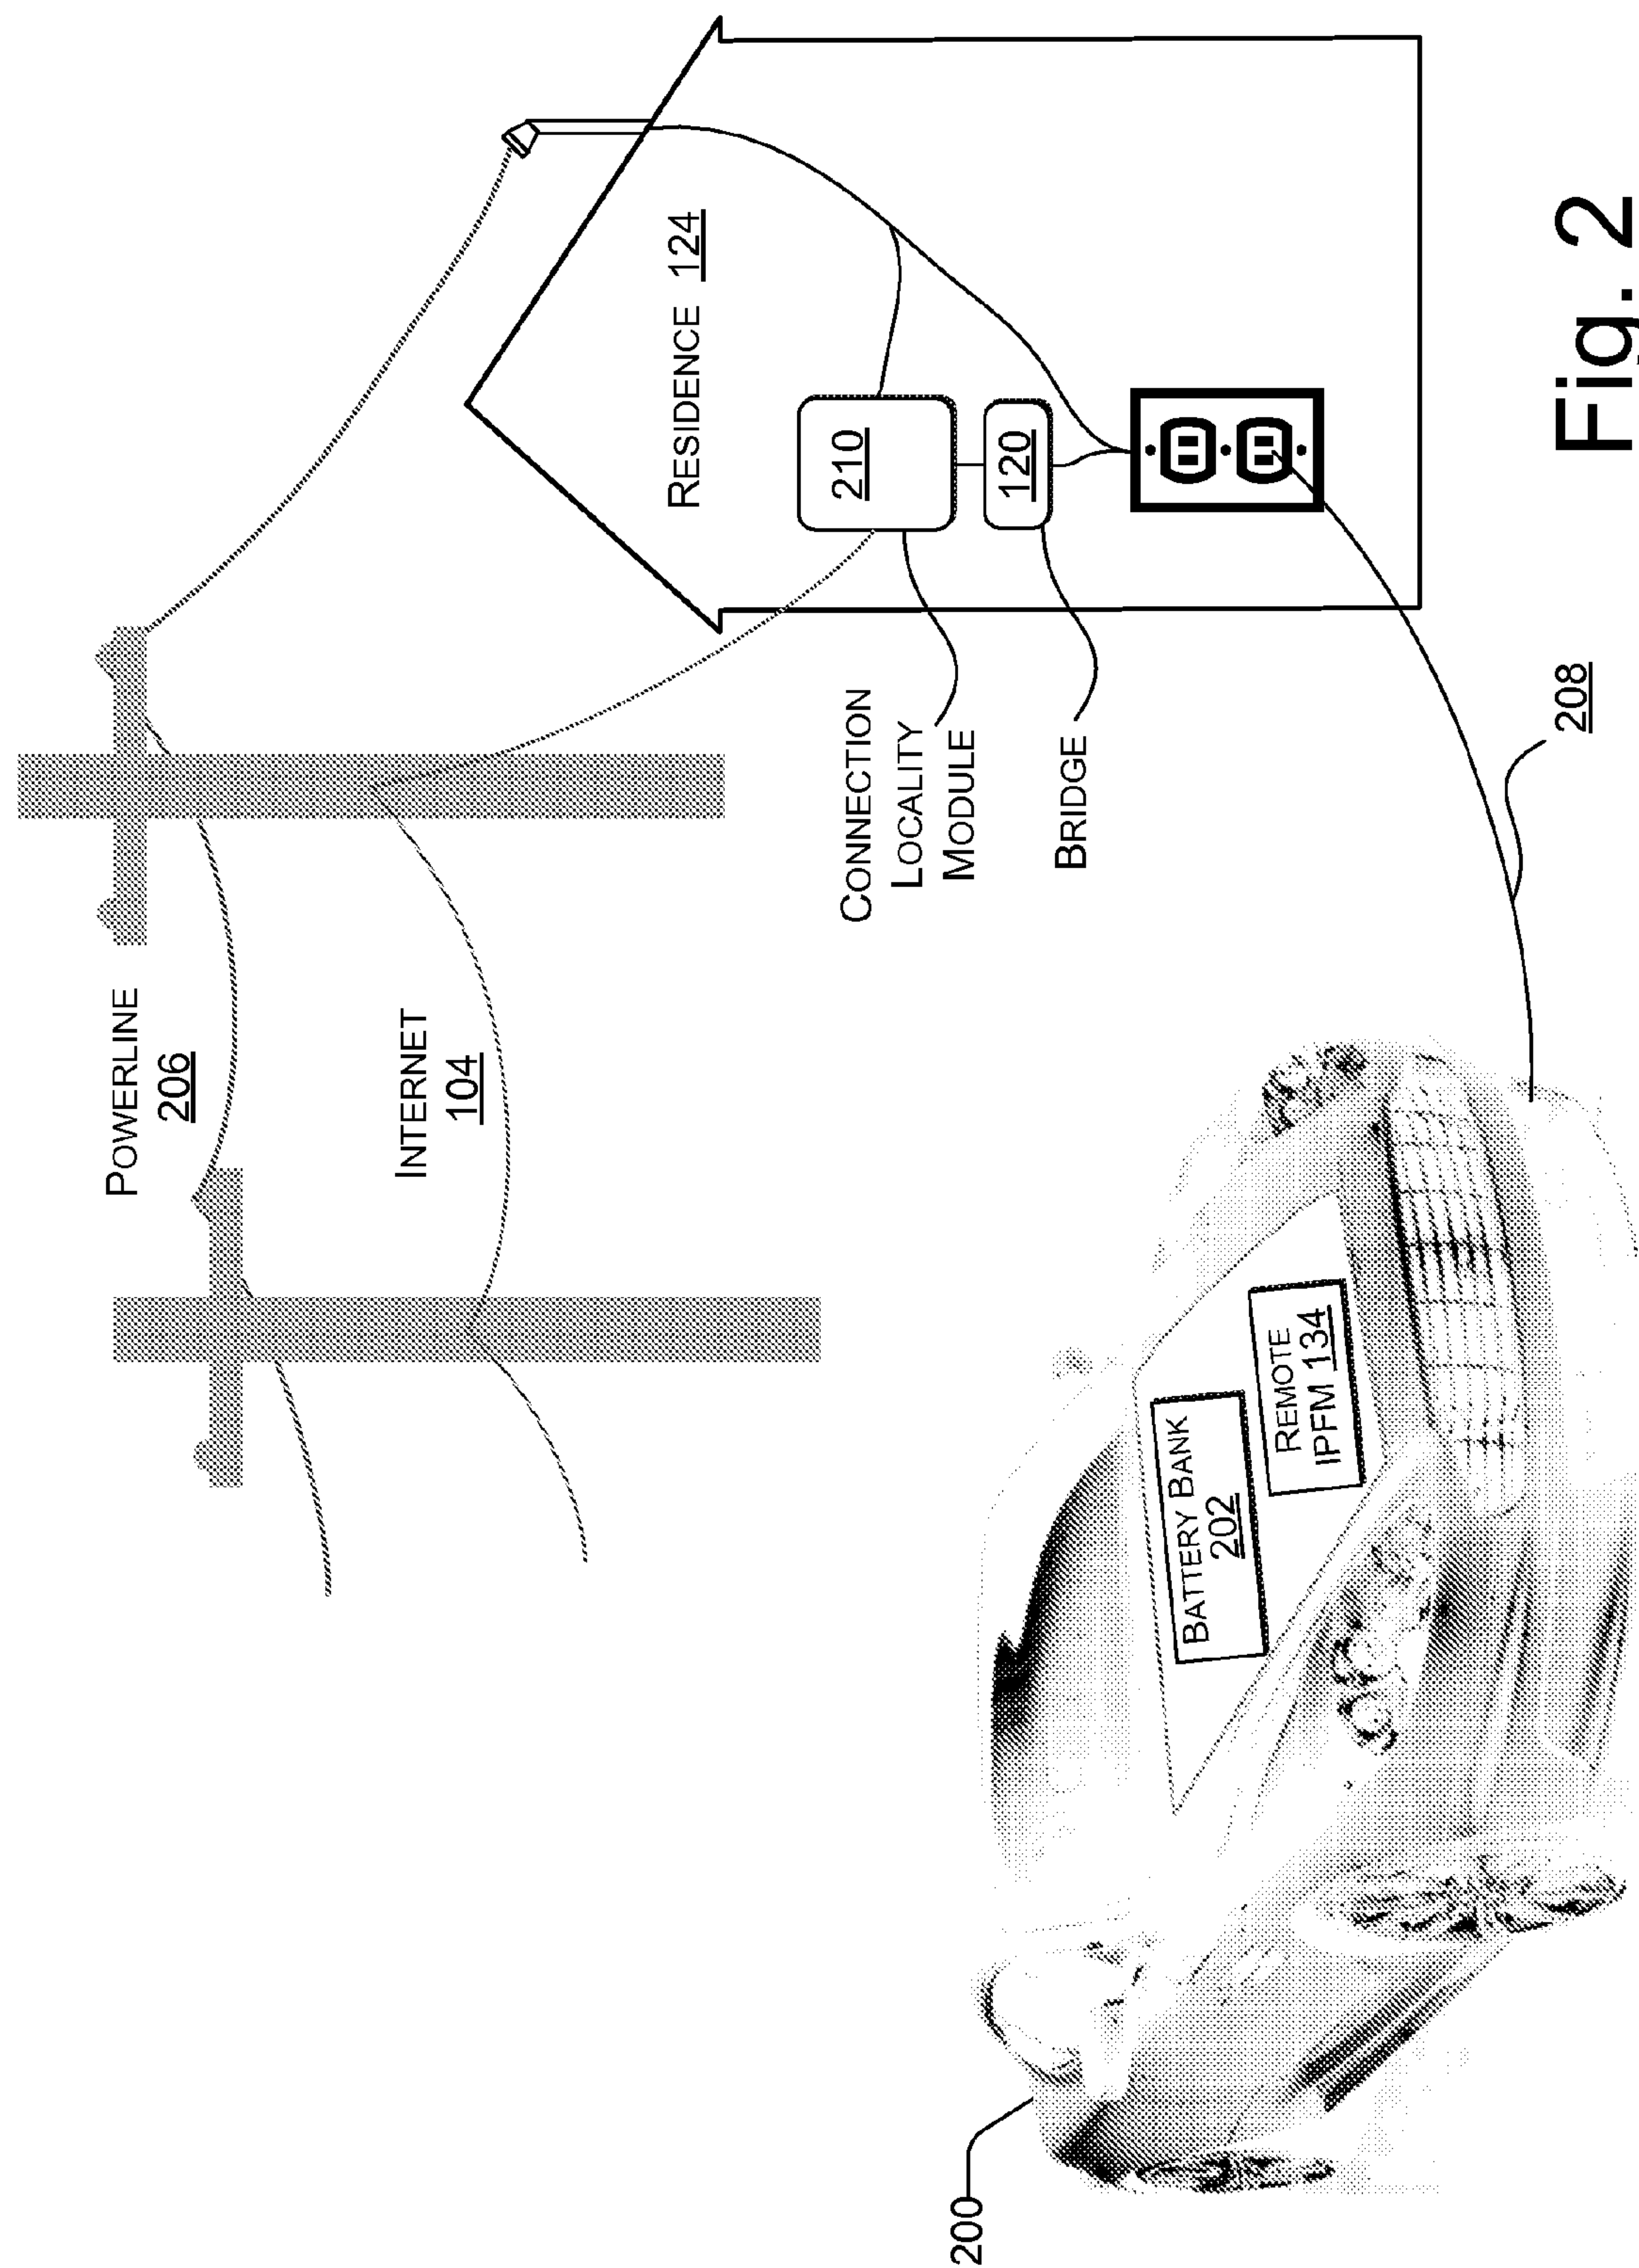 POWERLINE
206
INTERNET
104
RESIDENCE 124
210
120
CONNECTION
LOCALITY
MODULE
BRIDGE
BATTERY BANK
202
REMOTE
IPFM 134
200
208
Fig. 2